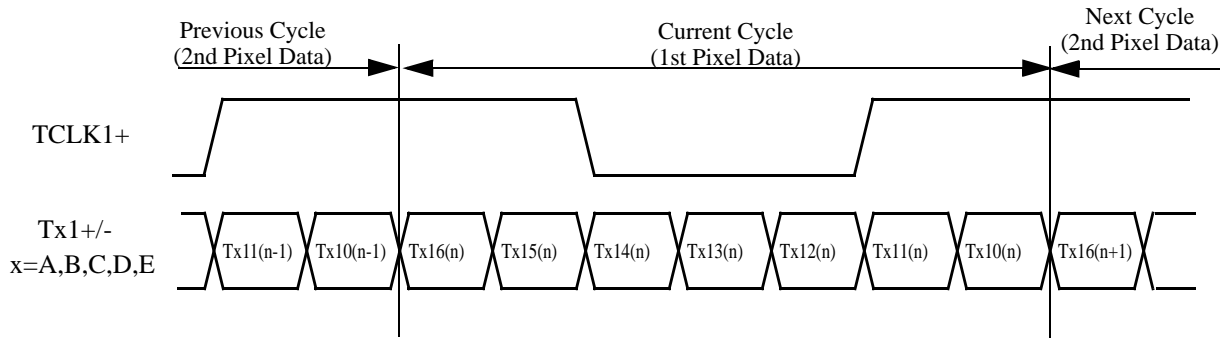 Previous Cycle
(2nd Pixel Data)
Current Cycle
(1st Pixel Data)
Next Cycle
(2nd Pixel Data)
TCLK1+
Tx1+/-
x=A,B,C,D,E
Tx11(n-1) Tx10(n-1) Tx16(n) Tx15(n) Tx14(n) Tx13(n) Tx12(n) Tx11(n) Tx10(n) Tx16(n+1)